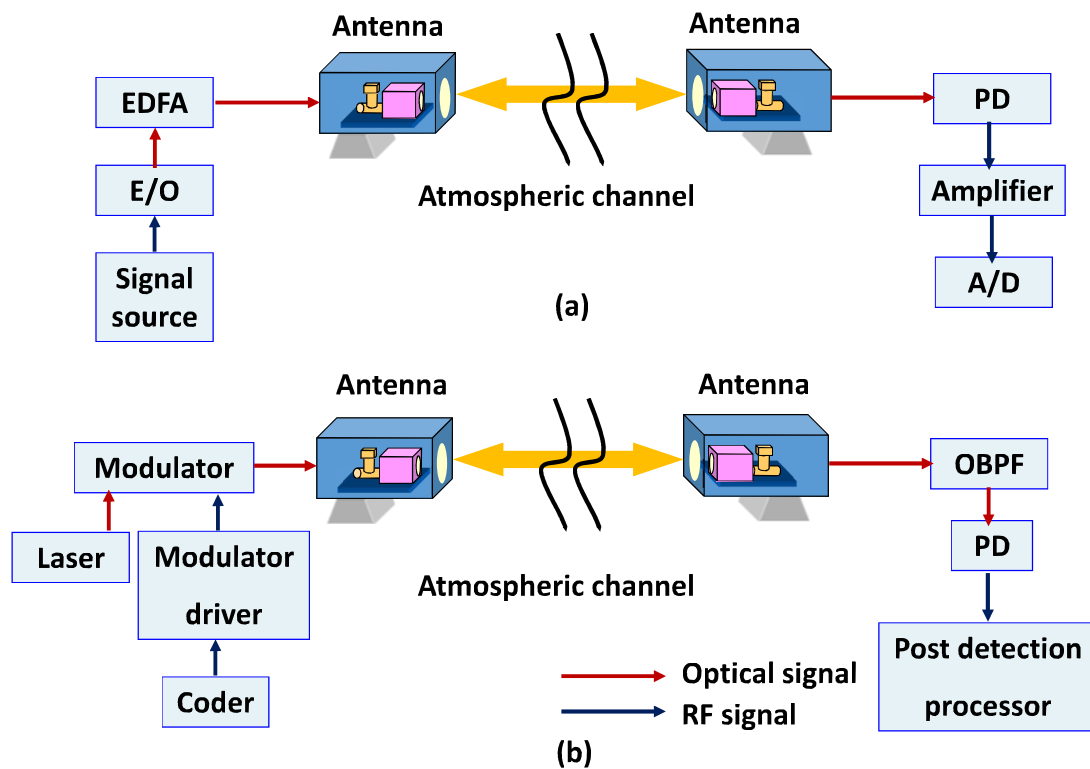 Antenna
Antenna
EDFA
PD
E/O
Amplifier
Atmospheric channel
Signal
source
A/D
(a)
Antenna
Antenna
Modulator
OBPF
Laser
Modulator
driver
PD
Atmospheric channel
Coder
Post detection
processor
Optical signal
RF signal
(b)